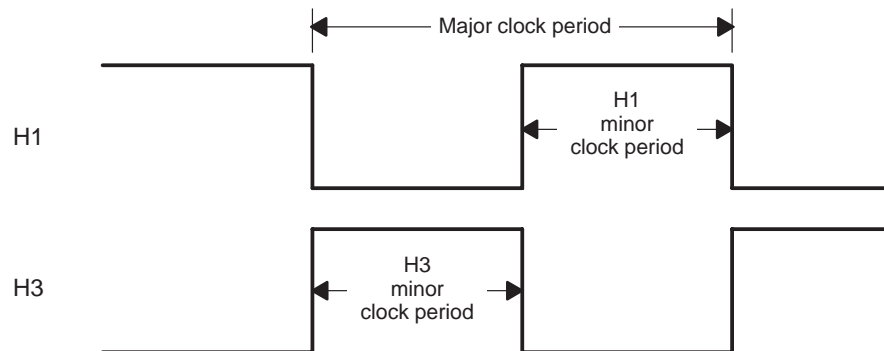 Major clock period
H1
H1
minor
clock period
H3
H3
minor
clock period